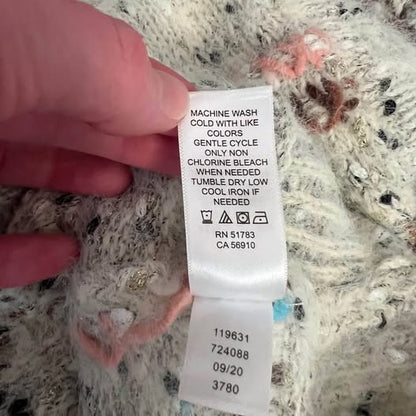 MACHINE WASH
COLD WITH LIKE
COLORS
GENTLE CYCLE
ONLY NON
CHLORINE BLEACH
WHEN NEEDED
TUMBLE DRY LOW
COOL IRON IF
NEEDED
RN 51783
CA 56910
119631
724088
09/20
3780